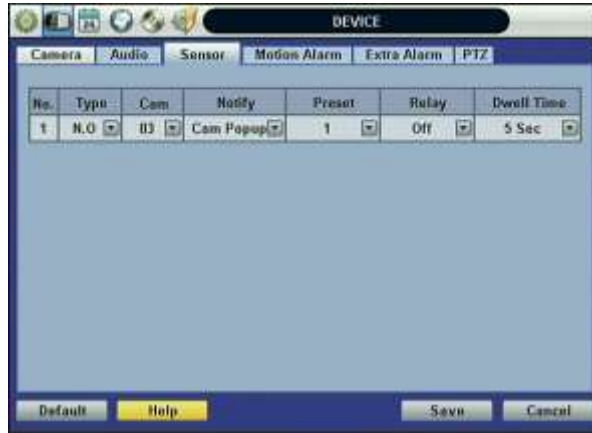 DEVICE
Camera Audio Sensor Motion Alarm Extra Alarm PTZ
No. Type Cam Notify Preset Relay Dwell Time
1 N.O 03 Cam Popup 1 Off 5 Sec
Default Help Save Cancel